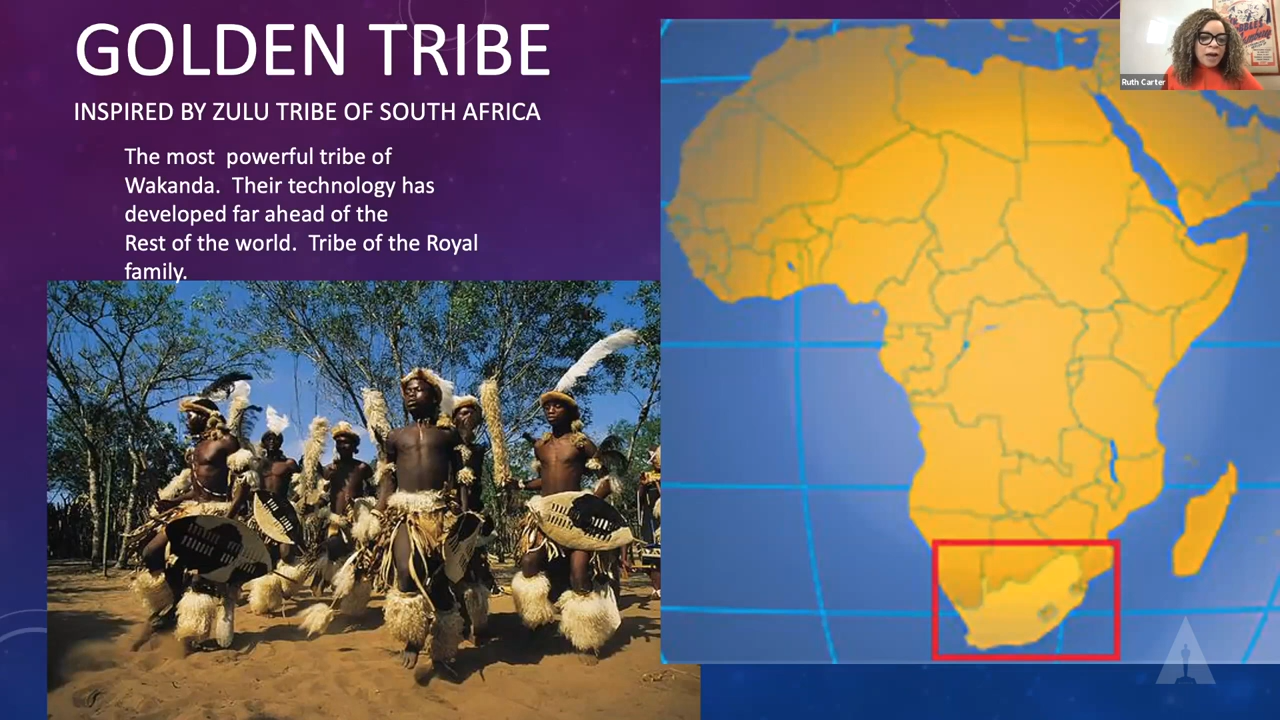 GOLDEN TRIBE
INSPIRED BY ZULU TRIBE OF SOUTH AFRICA
The most  powerful tribe of
Wakanda.  Their technology has
developed far ahead of the
Rest of the world.  Tribe of the Royal
family.
Ruth Carter